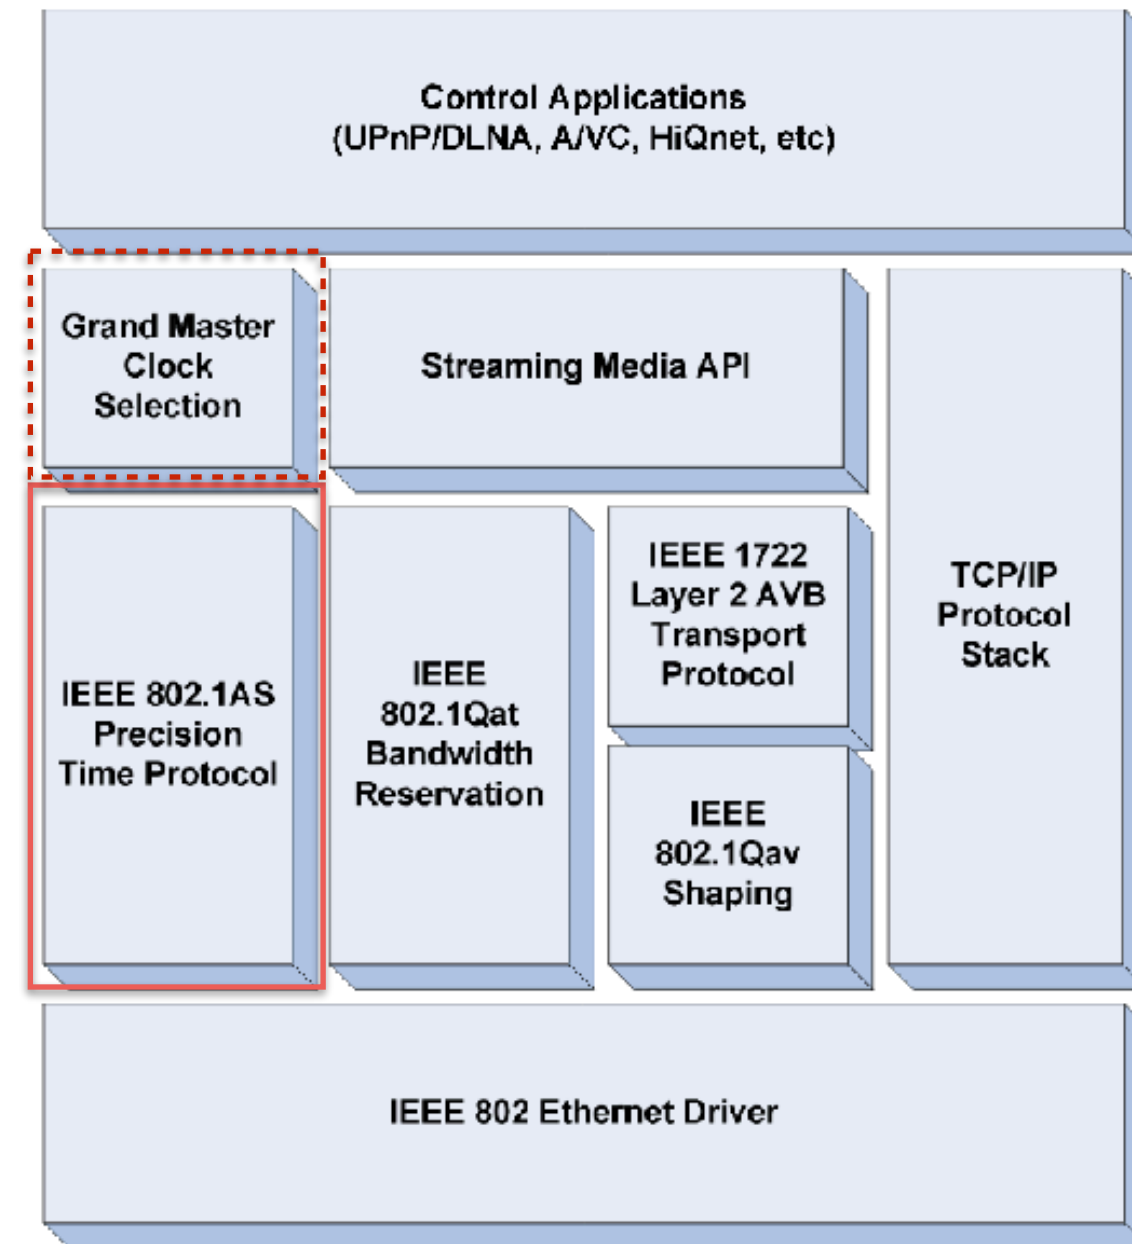 Control Applications
(UPnP/DLNA, A/VC, HiQnet, etc)
Grand Master
Clock
Selection
Streaming Media API
IEEE 802.1AS
Precision
Time Protocol
IEEE
802.1Qat
Bandwidth
Reservation
IEEE 1722
Layer 2 AVB
Transport
Protocol
IEEE
802.1Qav
Shaping
TCP/IP
Protocol
Stack
IEEE 802 Ethernet Driver